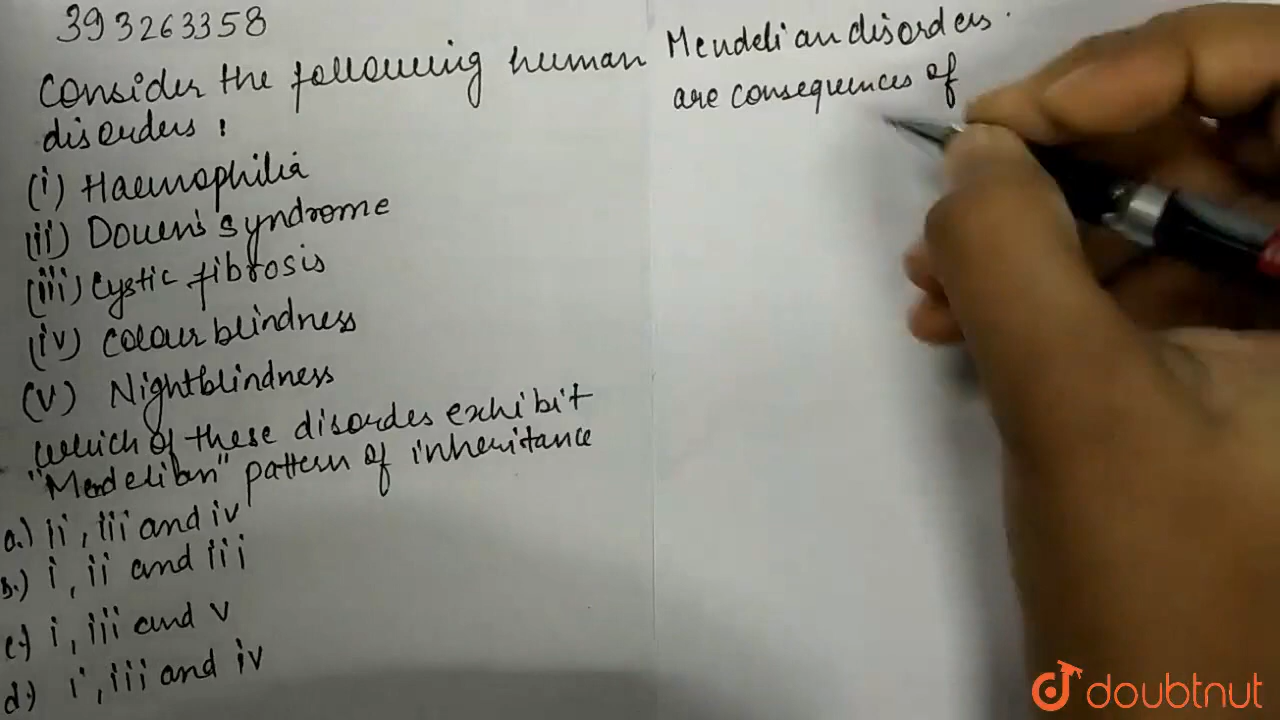 393263358
Consider the following human
disorders :
(i) Haemophilia
(ii) Down's syndrome
(iii) Cystic fibrosis
(iv) Colour blindness
(v) Nightblindness
which of these disordes exhibit
"Mendelian" pattern of inheritance
a.) ii, iii and iv
b.) i, ii and iii
c.) i, iii and v
d.) i, iii and iv
Mendelian disorders.
are consequences of
doubtnut